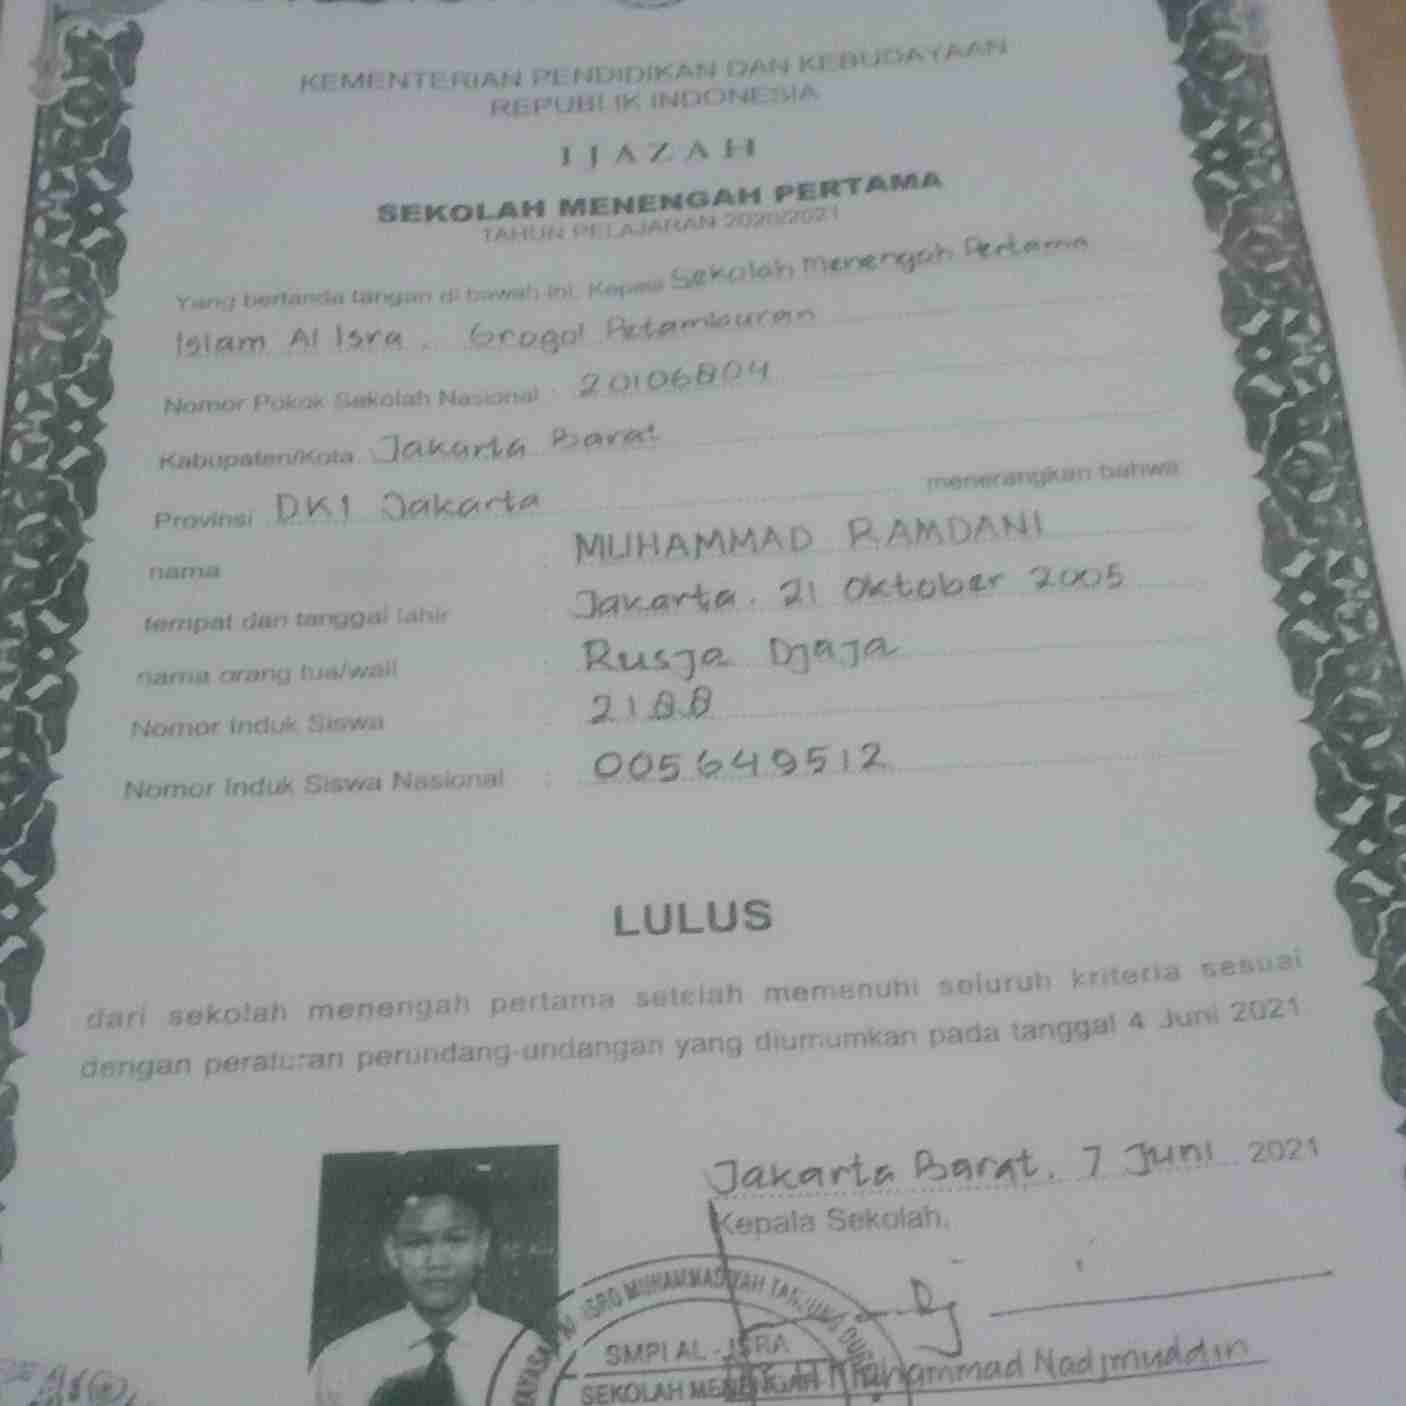 KEMENTERIAN PENDIDIKAN DAN KEBUDAYAAN
REPUBLIK INDONESIA
IJAZAH
SEKOLAH MENENGAH PERTAMA
TAHUN PELAJARAN 2020/2021
Yang bertanda tangan di bawah ini, Kepala Sekolah Menengah Pertama
Islam Al Isra, Grogol Petamburan
Nomor Pokok Sekolah Nasional : 20106804
Kabupaten/Kota Jakarta Barat
Provinsi DKI Jakarta menerangkan bahwa
nama : MUHAMMAD RAMDANI
tempat dan tanggal lahir : Jakarta, 21 Oktober 2005
nama orang tua/wali : Rusja Djaja
Nomor Induk Siswa : 2188
Nomor Induk Siswa Nasional : 005649512
LULUS
dari sekolah menengah pertama setelah memenuhi seluruh kriteria sesuai
dengan peraturan perundang-undangan yang diumumkan pada tanggal 4 Juni 2021
Jakarta Barat, 7 Juni 2021
Kepala Sekolah,
MUHAMMADIYAH TANJUNG
SMPI AL-ISRA
SEKOLAH
Muhammad Nadjmuddin